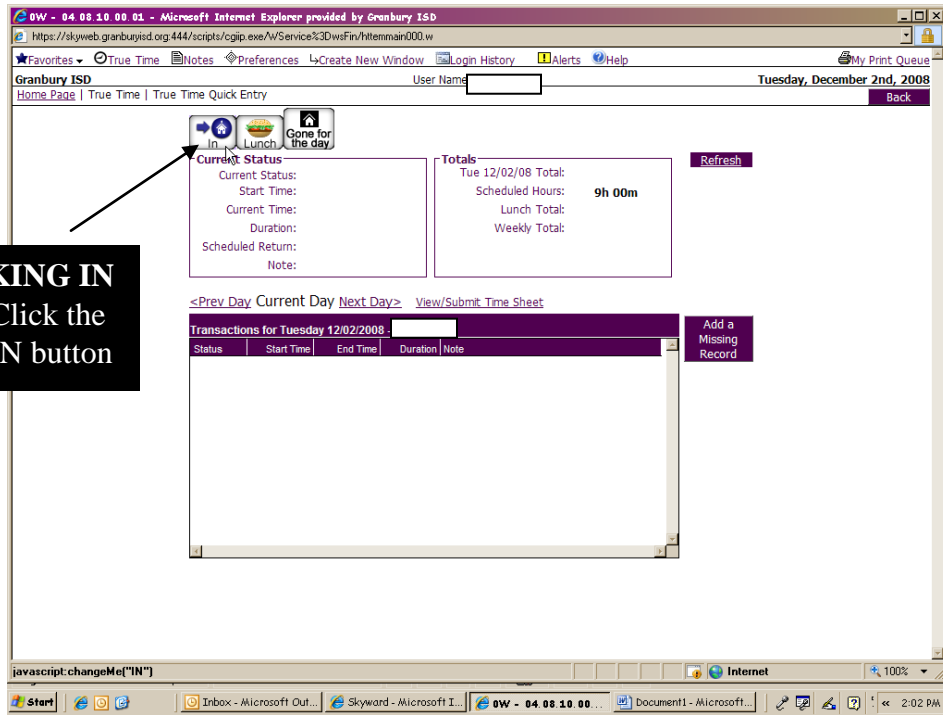 0W - 04.08.10.00.01 - Microsoft Internet Explorer provided by Granbury ISD
https://skyweb.granburyisd.org:444/scripts/cgiip.exe/WService%3DwsFin/httemmain000.w
Favorites True Time Notes Preferences Create New Window Login History Alerts Help My Print Queue
Granbury ISD User Name Tuesday, December 2nd, 2008
Home Page | True Time | True Time Quick Entry Back
In Lunch Gone for the day
Current Status Totals Refresh
Current Status: Tue 12/02/08 Total:
Start Time: Scheduled Hours: 9h 00m
Current Time: Lunch Total:
Duration: Weekly Total:
Scheduled Return:
Note:
KING IN
Click the
N button
<Prev Day Current Day Next Day> View/Submit Time Sheet
Transactions for Tuesday 12/02/2008 - Add a Missing Record
Status Start Time End Time Duration Note
javascript:changeMe("IN") Internet 100%
Start Inbox - Microsoft Out... Skyward - Microsoft I... 0W - 04.08.10.00... Document1 - Microsoft... « 2:02 PM